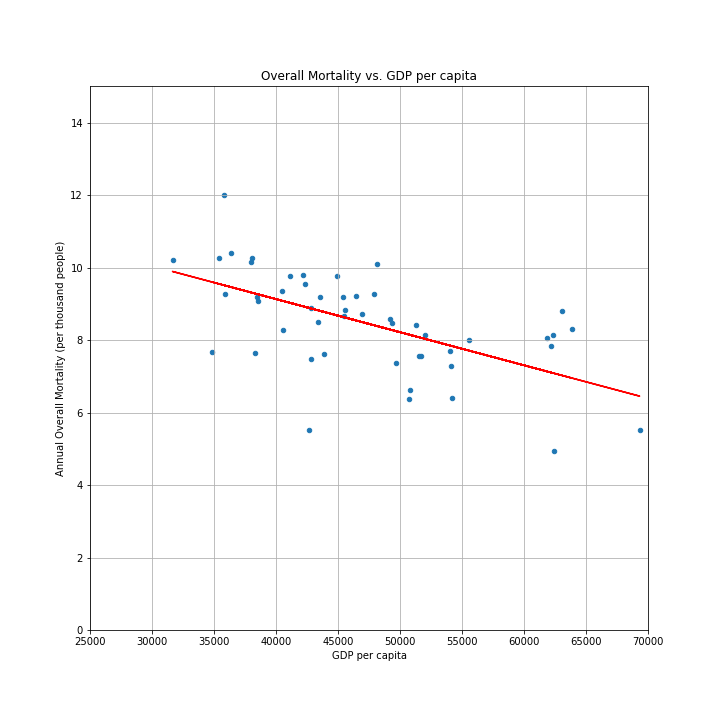 Overall Mortality vs. GDP per capita
14
12
10
8
6
4
2
0
Annual Overall Mortality (per thousand people)
25000 30000 35000 40000 45000 50000 55000 60000 65000 70000
GDP per capita